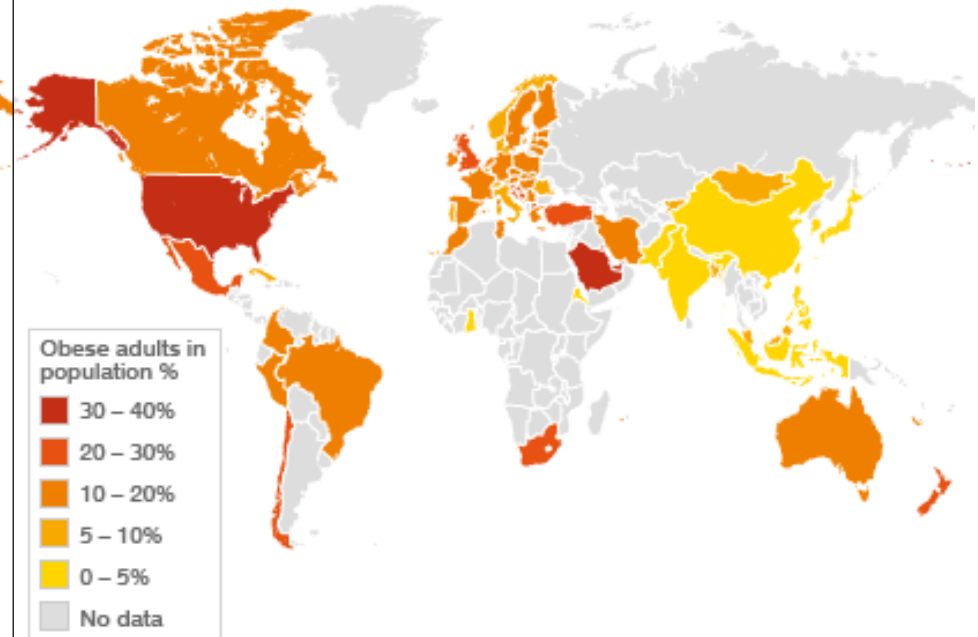 Obese adults in
population %
30 – 40%
20 – 30%
10 – 20%
5 – 10%
0 – 5%
No data